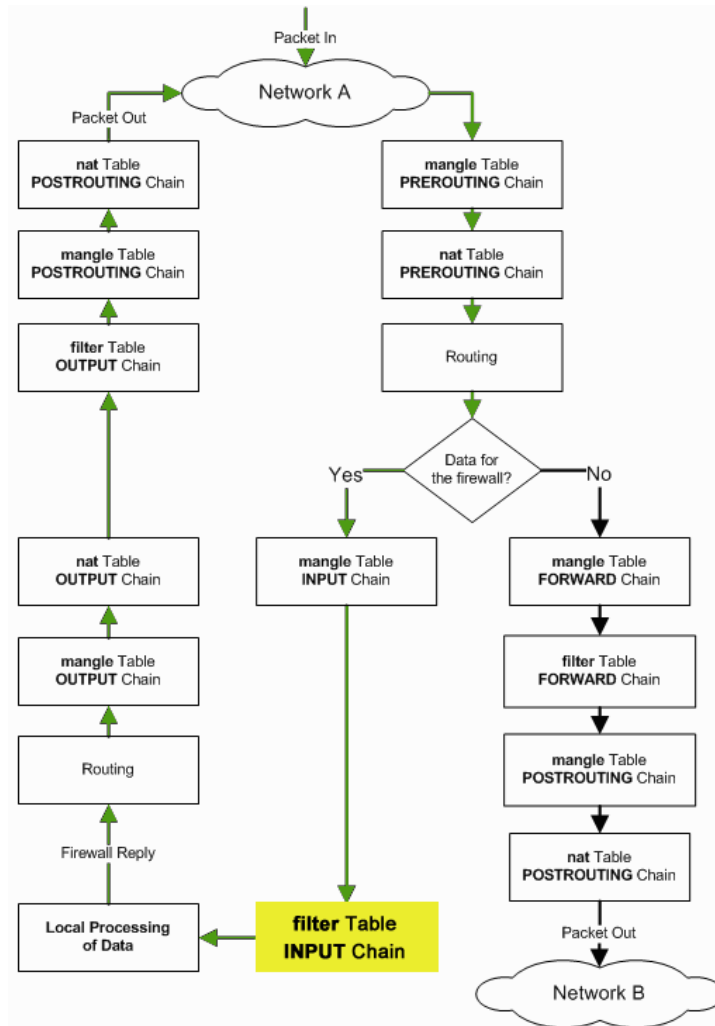 Packet In
Network A
Packet Out
nat Table
POSTROUTING Chain
mangle Table
POSTROUTING Chain
filter Table
OUTPUT Chain
nat Table
OUTPUT Chain
mangle Table
OUTPUT Chain
Routing
Firewall Reply
Local Processing
of Data
mangle Table
PREROUTING Chain
nat Table
PREROUTING Chain
Routing
Data for
the firewall?
Yes
No
mangle Table
INPUT Chain
filter Table
INPUT Chain
mangle Table
FORWARD Chain
filter Table
FORWARD Chain
mangle Table
POSTROUTING Chain
nat Table
POSTROUTING Chain
Packet Out
Network B